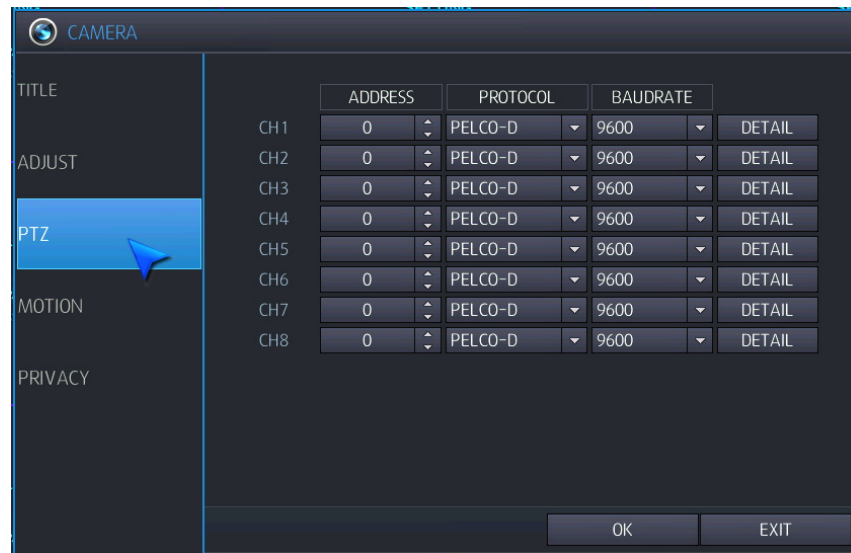 CAMERA
TITLE
ADJUST
PTZ
MOTION
PRIVACY
ADDRESS PROTOCOL BAUDRATE
CH1 0 PELCO-D 9600 DETAIL
CH2 0 PELCO-D 9600 DETAIL
CH3 0 PELCO-D 9600 DETAIL
CH4 0 PELCO-D 9600 DETAIL
CH5 0 PELCO-D 9600 DETAIL
CH6 0 PELCO-D 9600 DETAIL
CH7 0 PELCO-D 9600 DETAIL
CH8 0 PELCO-D 9600 DETAIL
OK EXIT